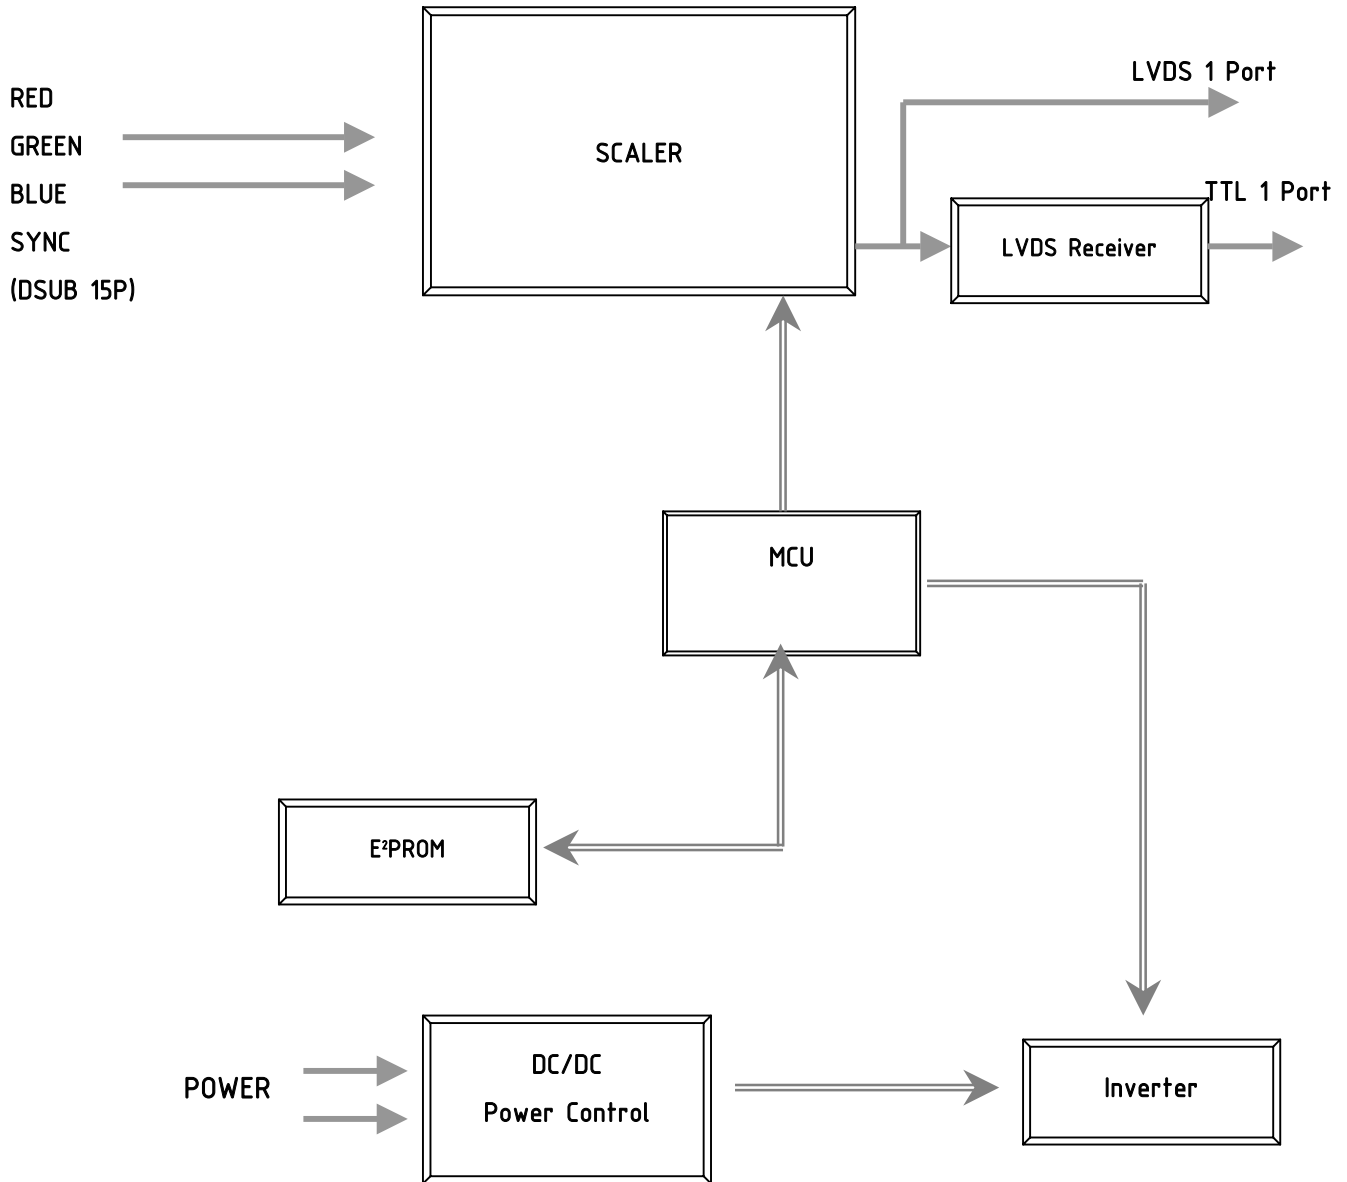 LVDS 1 Port
RED
GREEN
BLUE
SYNC
(DSUB 15P)
SCALER
TTL 1 Port
LVDS Receiver
MCU
E²PROM
POWER
DC/DC
Power Control
Inverter